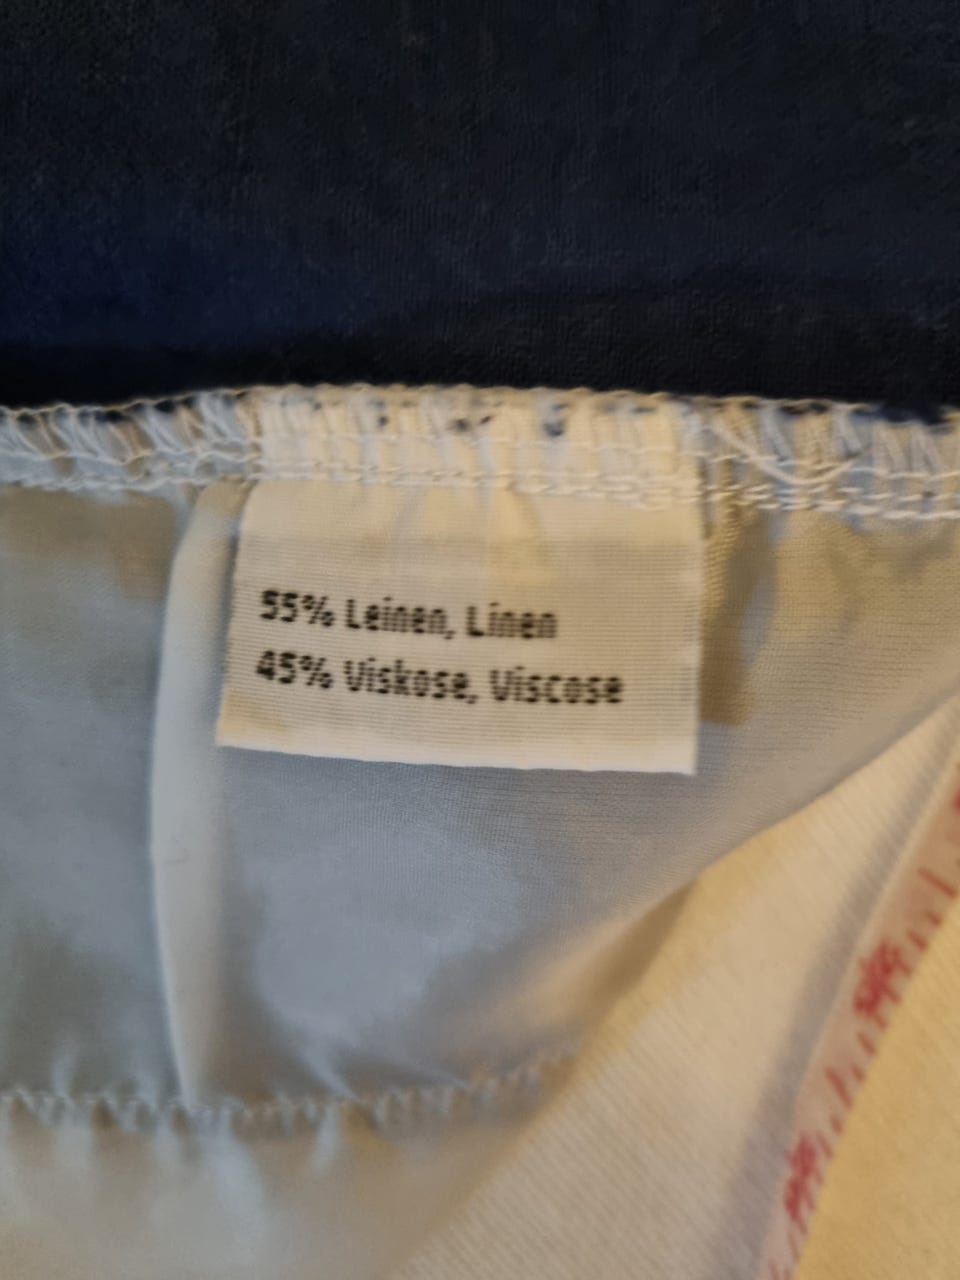 55% Leinen, Linen
45% Viskose, Viscose